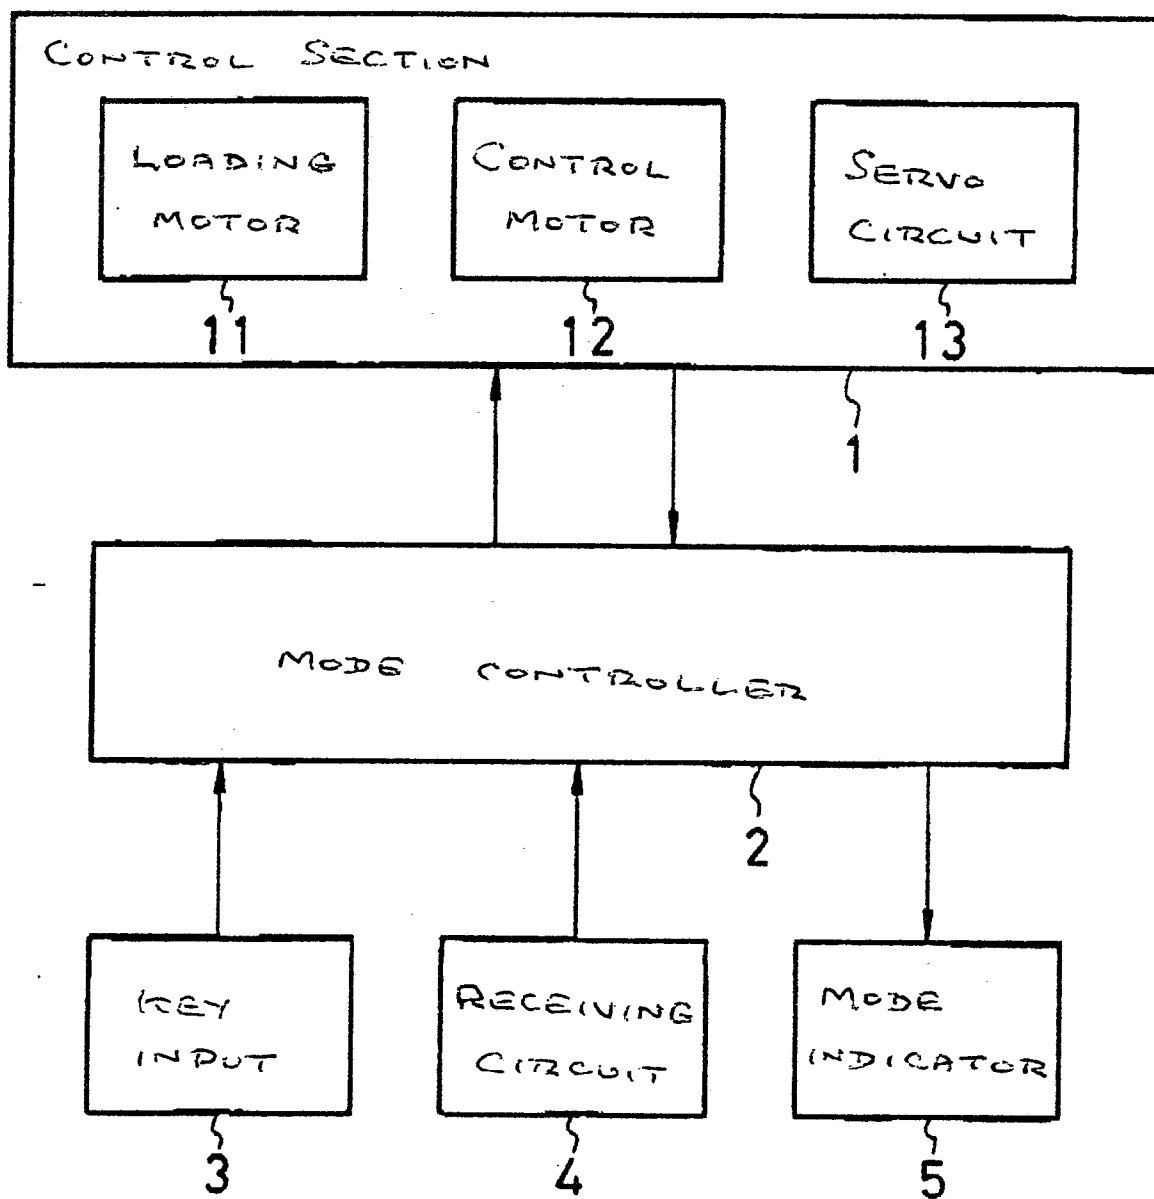 CONTROL SECTION
LOADING
MOTOR
CONTROL
MOTOR
SERVO
CIRCUIT
11
12
13
1
MODE CONTROLLER
2
KEY
INPUT
RECEIVING
CIRCUIT
MODE
INDICATOR
3
4
5